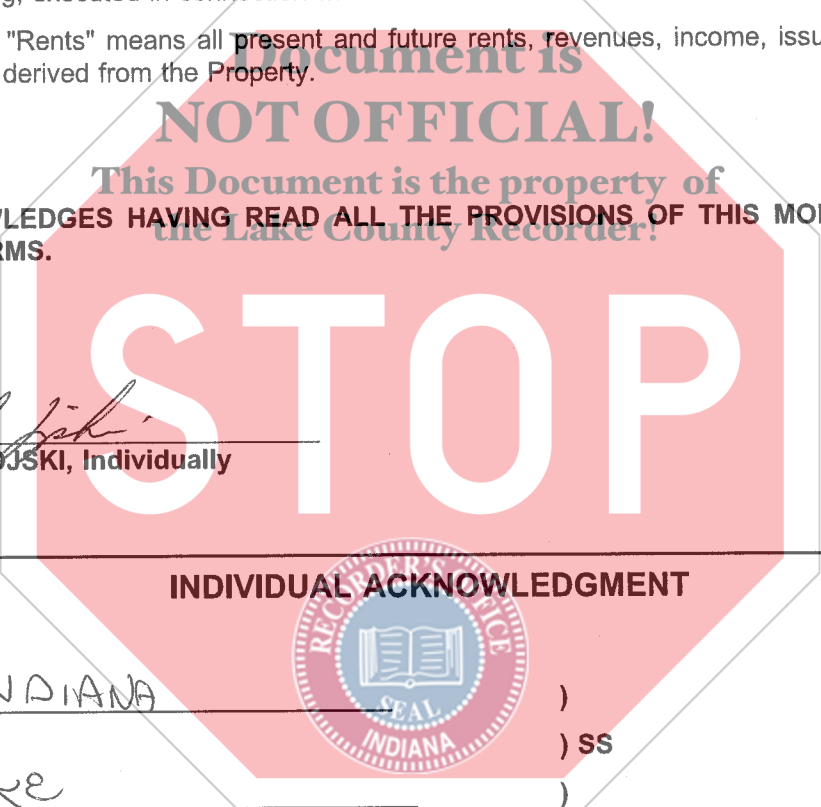 "Rents" means all present and future rents, revenues, income, issu
derived from the Property.
Document is
NOT OFFICIAL!
This Document is the property of
the Lake County Recorder!
LEDGES HAVING READ ALL THE PROVISIONS OF THIS MO
RMS.
STOP
JSKI, Individually
INDIVIDUAL ACKNOWLEDGMENT
RECORDER'S OFFICE
SEAL
INDIANA
NDIANA )
) SS
KE )